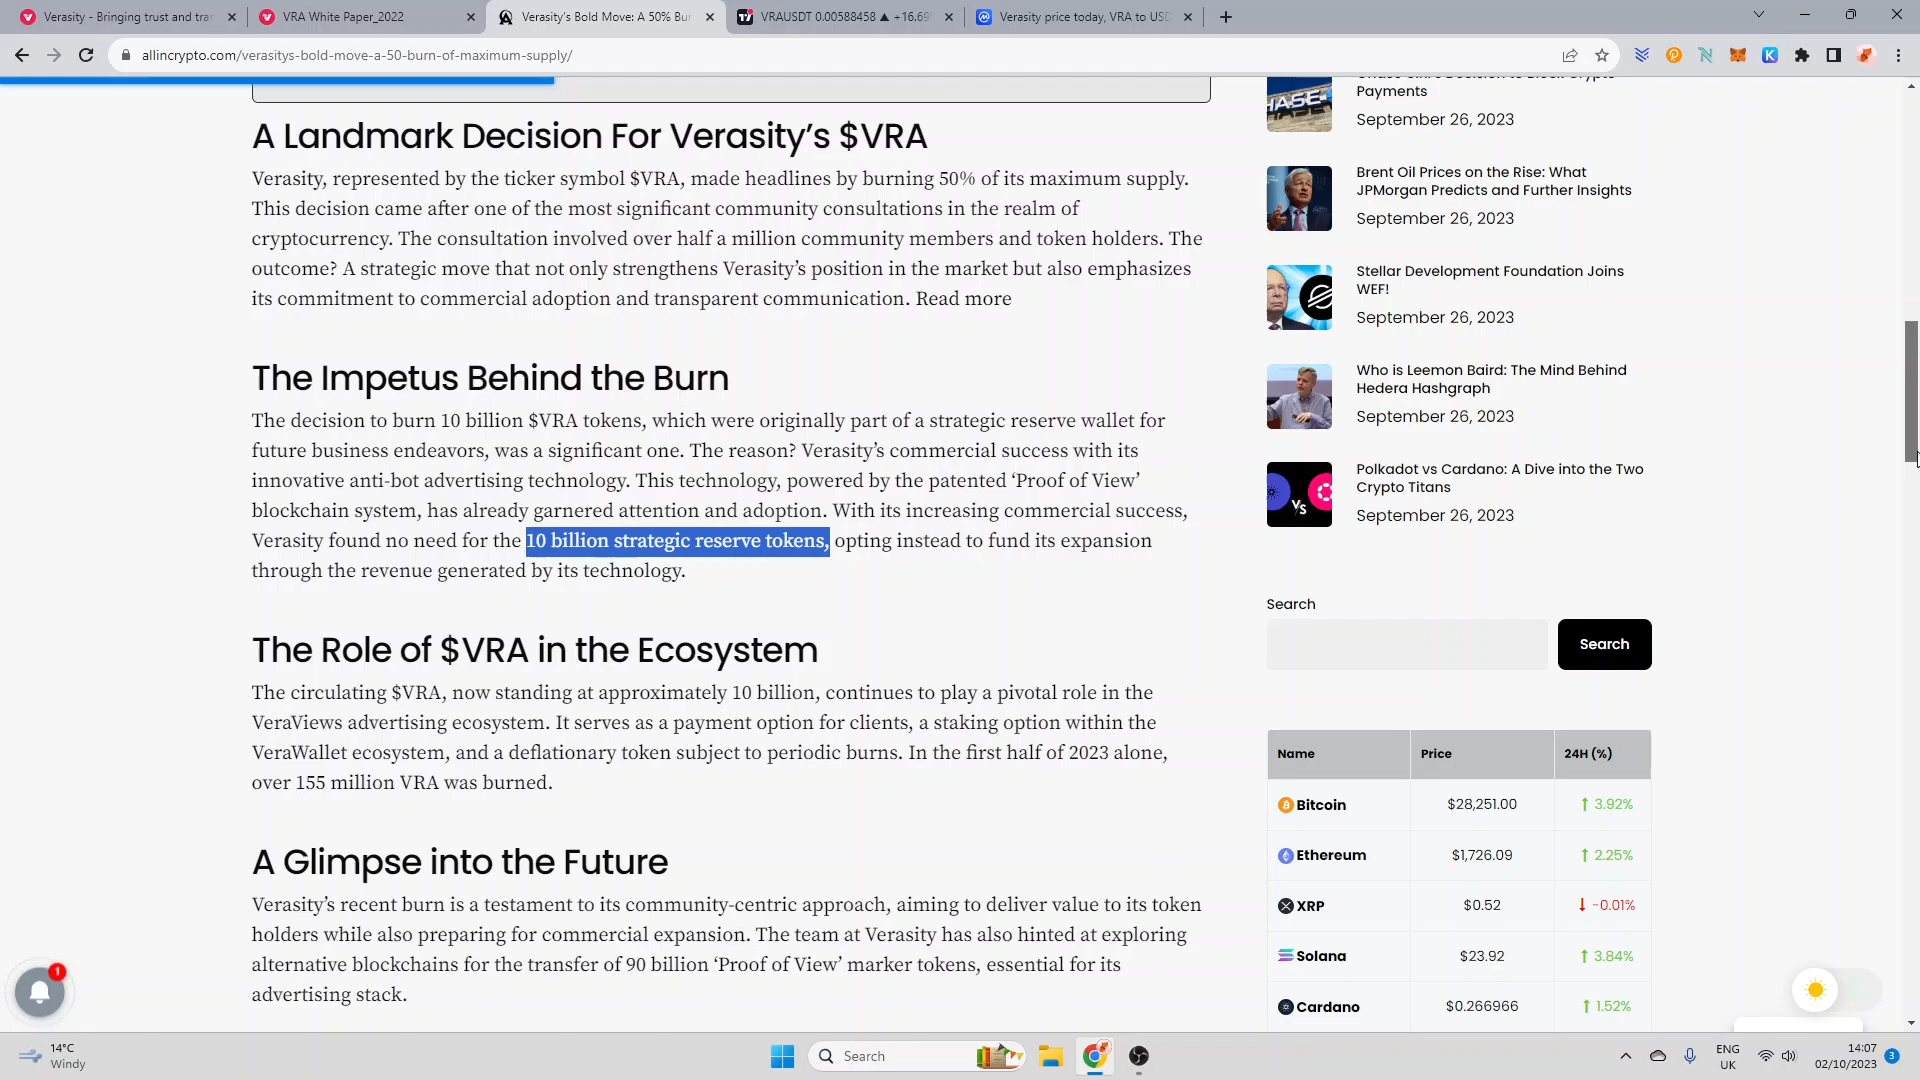 Verasity - Bringing trust and tra
VRA White Paper_2022
Verasity's Bold Move: A 50% Bur
VRAUSDT 0.00588458 ▲ +16.69
Verasity price today, VRA to USD
allincrypto.com/verasitys-bold-move-a-50-burn-of-maximum-supply/
A Landmark Decision For Verasity’s $VRA
Verasity, represented by the ticker symbol $VRA, made headlines by burning 50% of its maximum supply.
This decision came after one of the most significant community consultations in the realm of
cryptocurrency. The consultation involved over half a million community members and token holders. The
outcome? A strategic move that not only strengthens Verasity’s position in the market but also emphasizes
its commitment to commercial adoption and transparent communication. Read more
The Impetus Behind the Burn
The decision to burn 10 billion $VRA tokens, which were originally part of a strategic reserve wallet for
future business endeavors, was a significant one. The reason? Verasity’s commercial success with its
innovative anti-bot advertising technology. This technology, powered by the patented ‘Proof of View’
blockchain system, has already garnered attention and adoption. With its increasing commercial success,
Verasity found no need for the 10 billion strategic reserve tokens, opting instead to fund its expansion
through the revenue generated by its technology.
The Role of $VRA in the Ecosystem
The circulating $VRA, now standing at approximately 10 billion, continues to play a pivotal role in the
VeraViews advertising ecosystem. It serves as a payment option for clients, a staking option within the
VeraWallet ecosystem, and a deflationary token subject to periodic burns. In the first half of 2023 alone,
over 155 million VRA was burned.
A Glimpse into the Future
Verasity’s recent burn is a testament to its community-centric approach, aiming to deliver value to its token
holders while also preparing for commercial expansion. The team at Verasity has also hinted at exploring
alternative blockchains for the transfer of 90 billion ‘Proof of View’ marker tokens, essential for its
advertising stack.
Payments
September 26, 2023
Brent Oil Prices on the Rise: What
JPMorgan Predicts and Further Insights
September 26, 2023
Stellar Development Foundation Joins
WEF!
September 26, 2023
Who is Leemon Baird: The Mind Behind
Hedera Hashgraph
September 26, 2023
VS
Polkadot vs Cardano: A Dive into the Two
Crypto Titans
September 26, 2023
Search
Search
Name Price 24H (%)
Bitcoin $28,251.00 ↑ 3.92%
Ethereum $1,726.09 ↑ 2.25%
XRP $0.52 ↓ -0.01%
Solana $23.92 ↑ 3.84%
Cardano $0.266966 ↑ 1.52%
1
14°C
Windy
Search
ENG
UK
14:07
02/10/2023
3